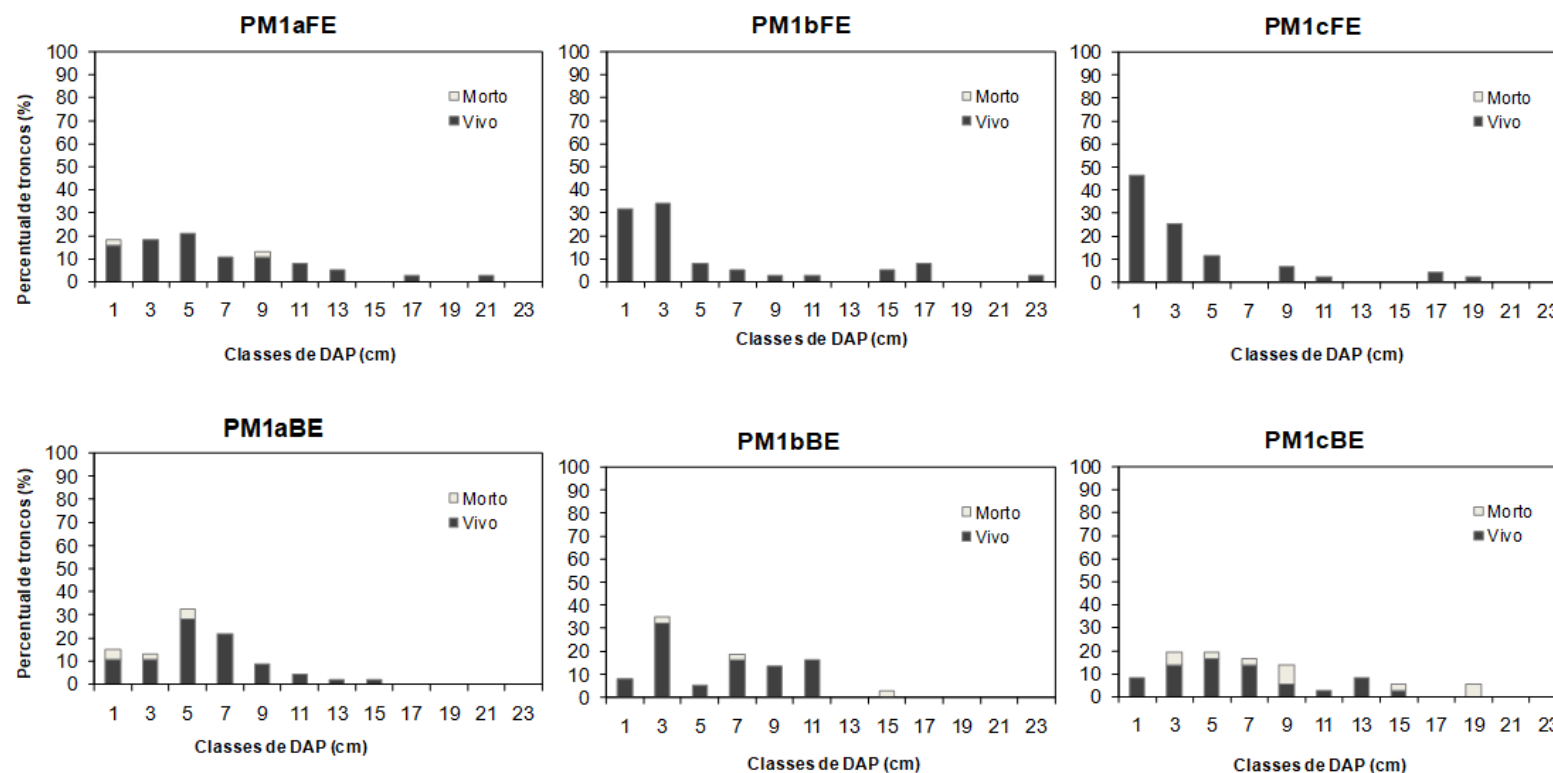 PM1aFE
PM1bFE
PM1cFE
Percentual de troncos (%)
100
90
80
70
60
50
40
30
20
10
0
Morto
Vivo
1 3 5 7 9 11 13 15 17 19 21 23
Classes de DAP (cm)
100
90
80
70
60
50
40
30
20
10
0
Morto
Vivo
1 3 5 7 9 11 13 15 17 19 21 23
Classes de DAP (cm)
100
90
80
70
60
50
40
30
20
10
0
Morto
Vivo
1 3 5 7 9 11 13 15 17 19 21 23
Classes de DAP (cm)
PM1aBE
PM1bBE
PM1cBE
Percentual de troncos (%)
100
90
80
70
60
50
40
30
20
10
0
Morto
Vivo
1 3 5 7 9 11 13 15 17 19 21 23
Classes de DAP (cm)
100
90
80
70
60
50
40
30
20
10
0
Morto
Vivo
1 3 5 7 9 11 13 15 17 19 21 23
Classes de DAP (cm)
100
90
80
70
60
50
40
30
20
10
0
Morto
Vivo
1 3 5 7 9 11 13 15 17 19 21 23
Classes de DAP (cm)